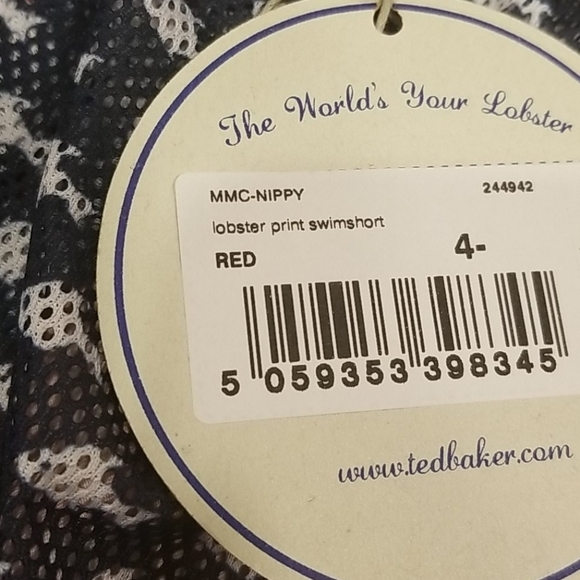 The World's Your Lobster
MMC-NIPPY 244942
lobster print swimshort
RED 4-
5 059353 398345
www.tedbaker.com